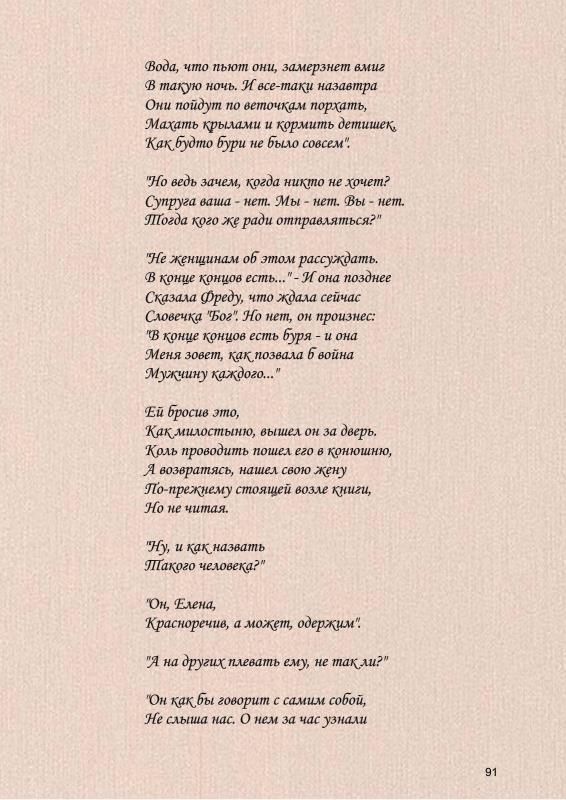 Вода, что пьют они, замерзнет вмиг
В такую ночь. И все-таки назавтра
Они пойдут по веточкам порхать,
Махать крылами и кормить детишек,
Как будто бури не было совсем".
"Но ведь зачем, когда никто не хочет?
Супруга ваша - нет. Мы - нет. Вы - нет.
Тогда кого же ради отправляться?"
"Не женщинам об этом рассуждать.
В конце концов есть..." - И она позднее
Сказала Фреду, что ждала сейчас
Словечка "Бог". Но нет, он произнес:
"В конце концов есть буря - и она
Меня зовет, как позвала б война
Мужчину каждого..."
Ей бросив это,
Как милостыню, вышел он за дверь.
Коль проводить пошел его в конюшню,
А возвратясь, нашел свою жену
По-прежнему стоящей возле книги,
Но не читая.
"Ну, и как назвать
Такого человека?"
"Он, Елена,
Красноречив, а может, одержим".
"А на других плевать ему, не так ли?"
"Он как бы говорит с самим собой,
Не слыша нас. О нем за час узнали
91